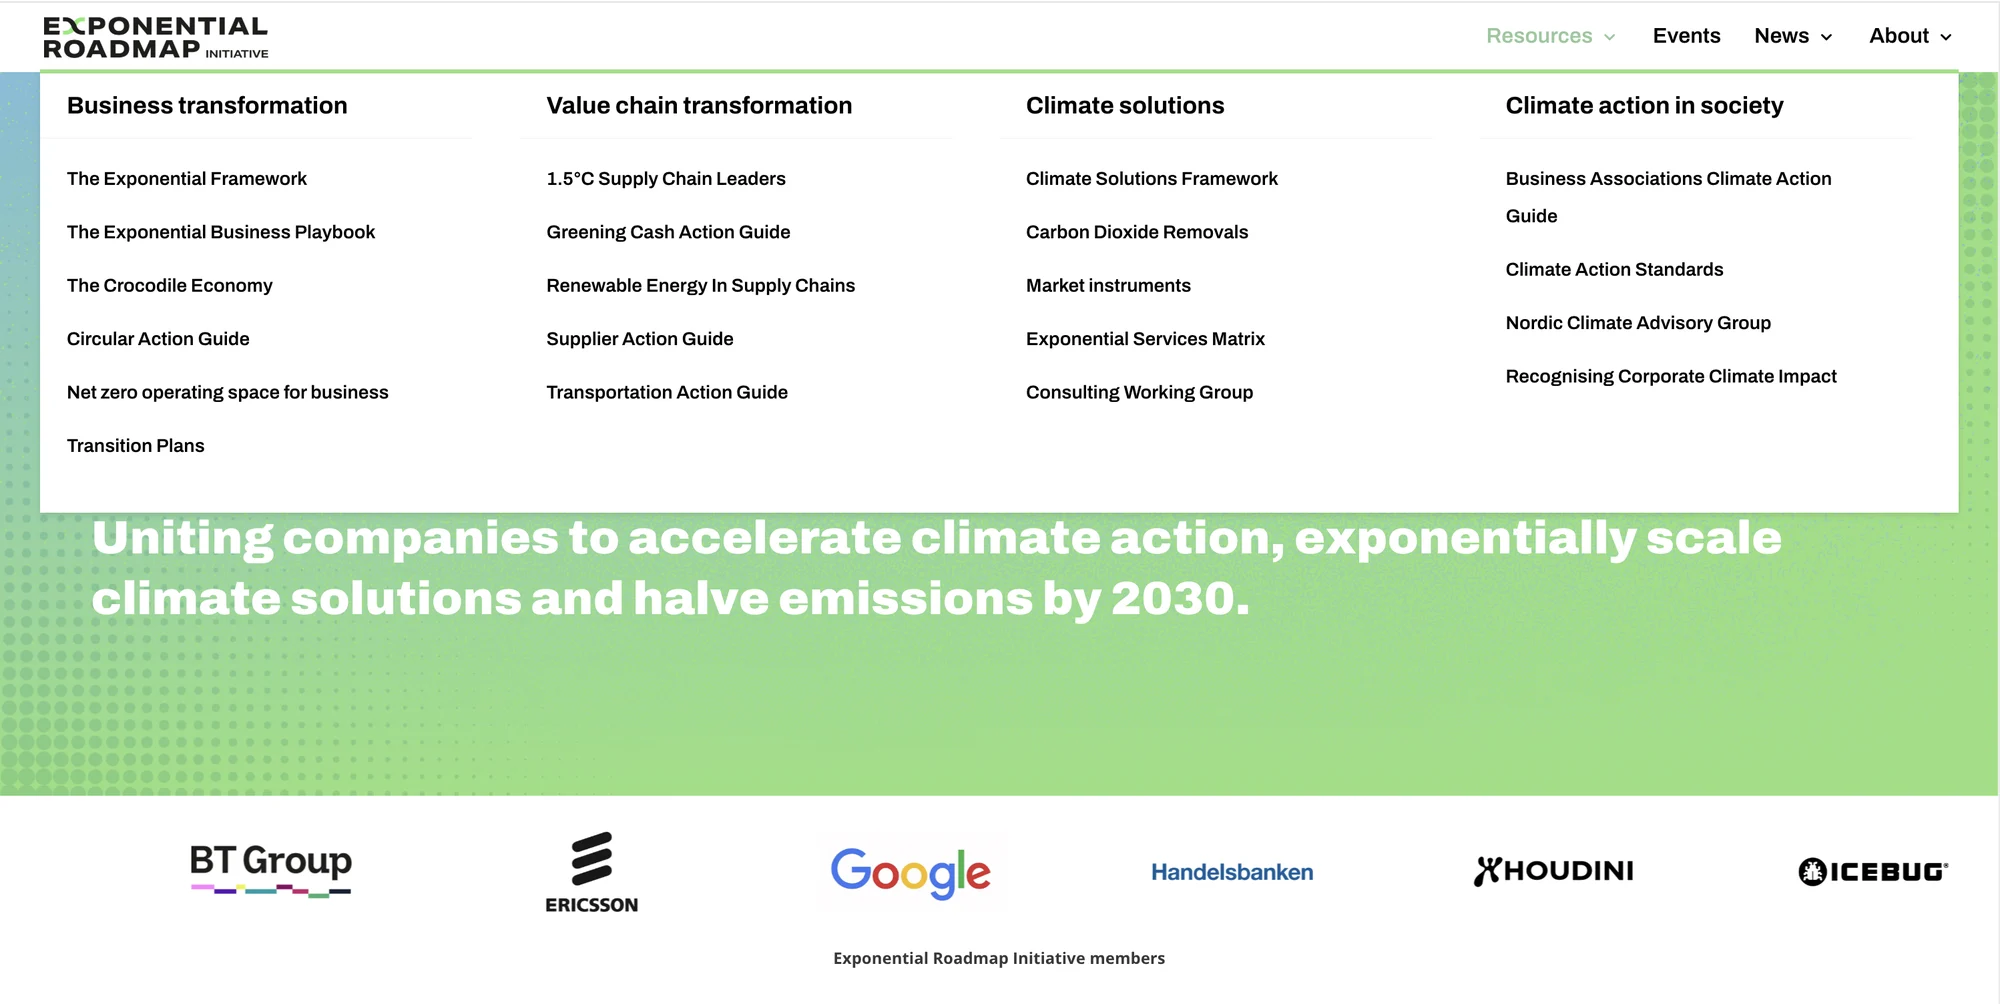 EXPONENTIAL
ROADMAP INITIATIVE
Resources
Events
News
About
Business transformation
The Exponential Framework
The Exponential Business Playbook
The Crocodile Economy
Circular Action Guide
Net zero operating space for business
Transition Plans
Value chain transformation
1.5°C Supply Chain Leaders
Greening Cash Action Guide
Renewable Energy In Supply Chains
Supplier Action Guide
Transportation Action Guide
Climate solutions
Climate Solutions Framework
Carbon Dioxide Removals
Market instruments
Exponential Services Matrix
Consulting Working Group
Climate action in society
Business Associations Climate Action
Guide
Climate Action Standards
Nordic Climate Advisory Group
Recognising Corporate Climate Impact
Uniting companies to accelerate climate action, exponentially scale
climate solutions and halve emissions by 2030.
BT Group
ERICSSON
Google
Handelsbanken
HOUDINI
ICEBUG®
Exponential Roadmap Initiative members